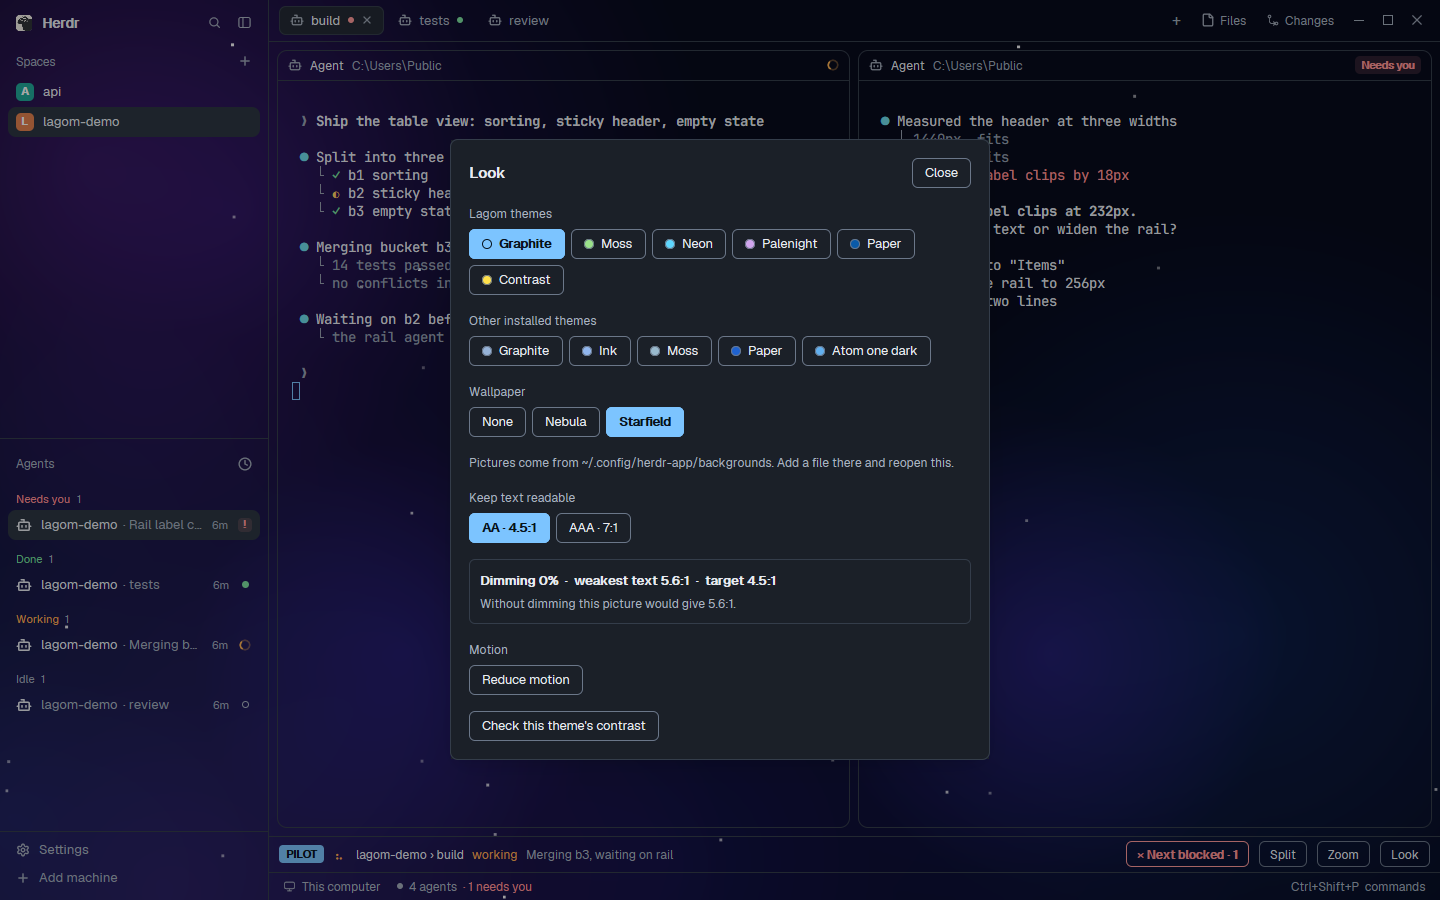 Herdr
Spaces
A api
L lagom-demo
Agents
Needs you 1
lagom-demo · Rail label c... 6m !
Done 1
lagom-demo · tests 6m
Working 1
lagom-demo · Merging b... 6m
Idle 1
lagom-demo · review 6m
Settings
Add machine
build
tests
review
Files
Changes
Agent C:\Users\Public
❯ Ship the table view: sorting, sticky header, empty state
Split into three
└ ✓ b1 sorting
└ b2 sticky hea
└ ✓ b3 empty stat
Merging bucket b3
└ 14 tests passed
└ no conflicts in
Waiting on b2 bef
└ the rail agent
❯
Agent C:\Users\Public Needs you
Measured the header at three widths
1440px fits
its
abel clips by 18px
bel clips at 232px.
text or widen the rail?
to "Items"
e rail to 256px
two lines
Look
Close
Lagom themes
Graphite Moss Neon Palenight Paper
Contrast
Other installed themes
Graphite Ink Moss Paper Atom one dark
Wallpaper
None Nebula Starfield
Pictures come from ~/.config/herdr-app/backgrounds. Add a file there and reopen this.
Keep text readable
AA · 4.5:1 AAA · 7:1
Dimming 0% · weakest text 5.6:1 · target 4.5:1
Without dimming this picture would give 5.6:1.
Motion
Reduce motion
Check this theme's contrast
PILOT lagom-demo › build working Merging b3, waiting on rail
× Next blocked · 1 Split Zoom Look
This computer 4 agents · 1 needs you Ctrl+Shift+P commands